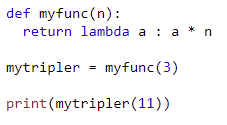 def myfunc(n):
  return lambda a : a * n
mytripler = myfunc(3)
print(mytripler(11))